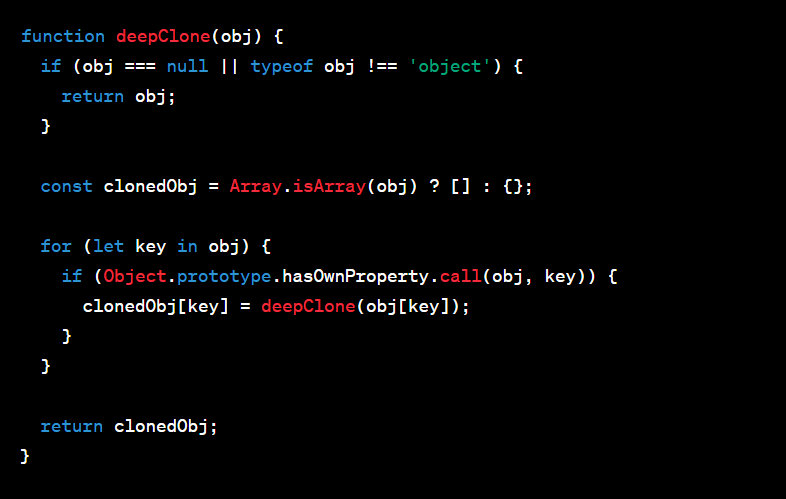 function deepClone(obj) {
  if (obj === null || typeof obj !== 'object') {
    return obj;
  }

  const clonedObj = Array.isArray(obj) ? [] : {};

  for (let key in obj) {
    if (Object.prototype.hasOwnProperty.call(obj, key)) {
      clonedObj[key] = deepClone(obj[key]);
    }
  }

  return clonedObj;
}